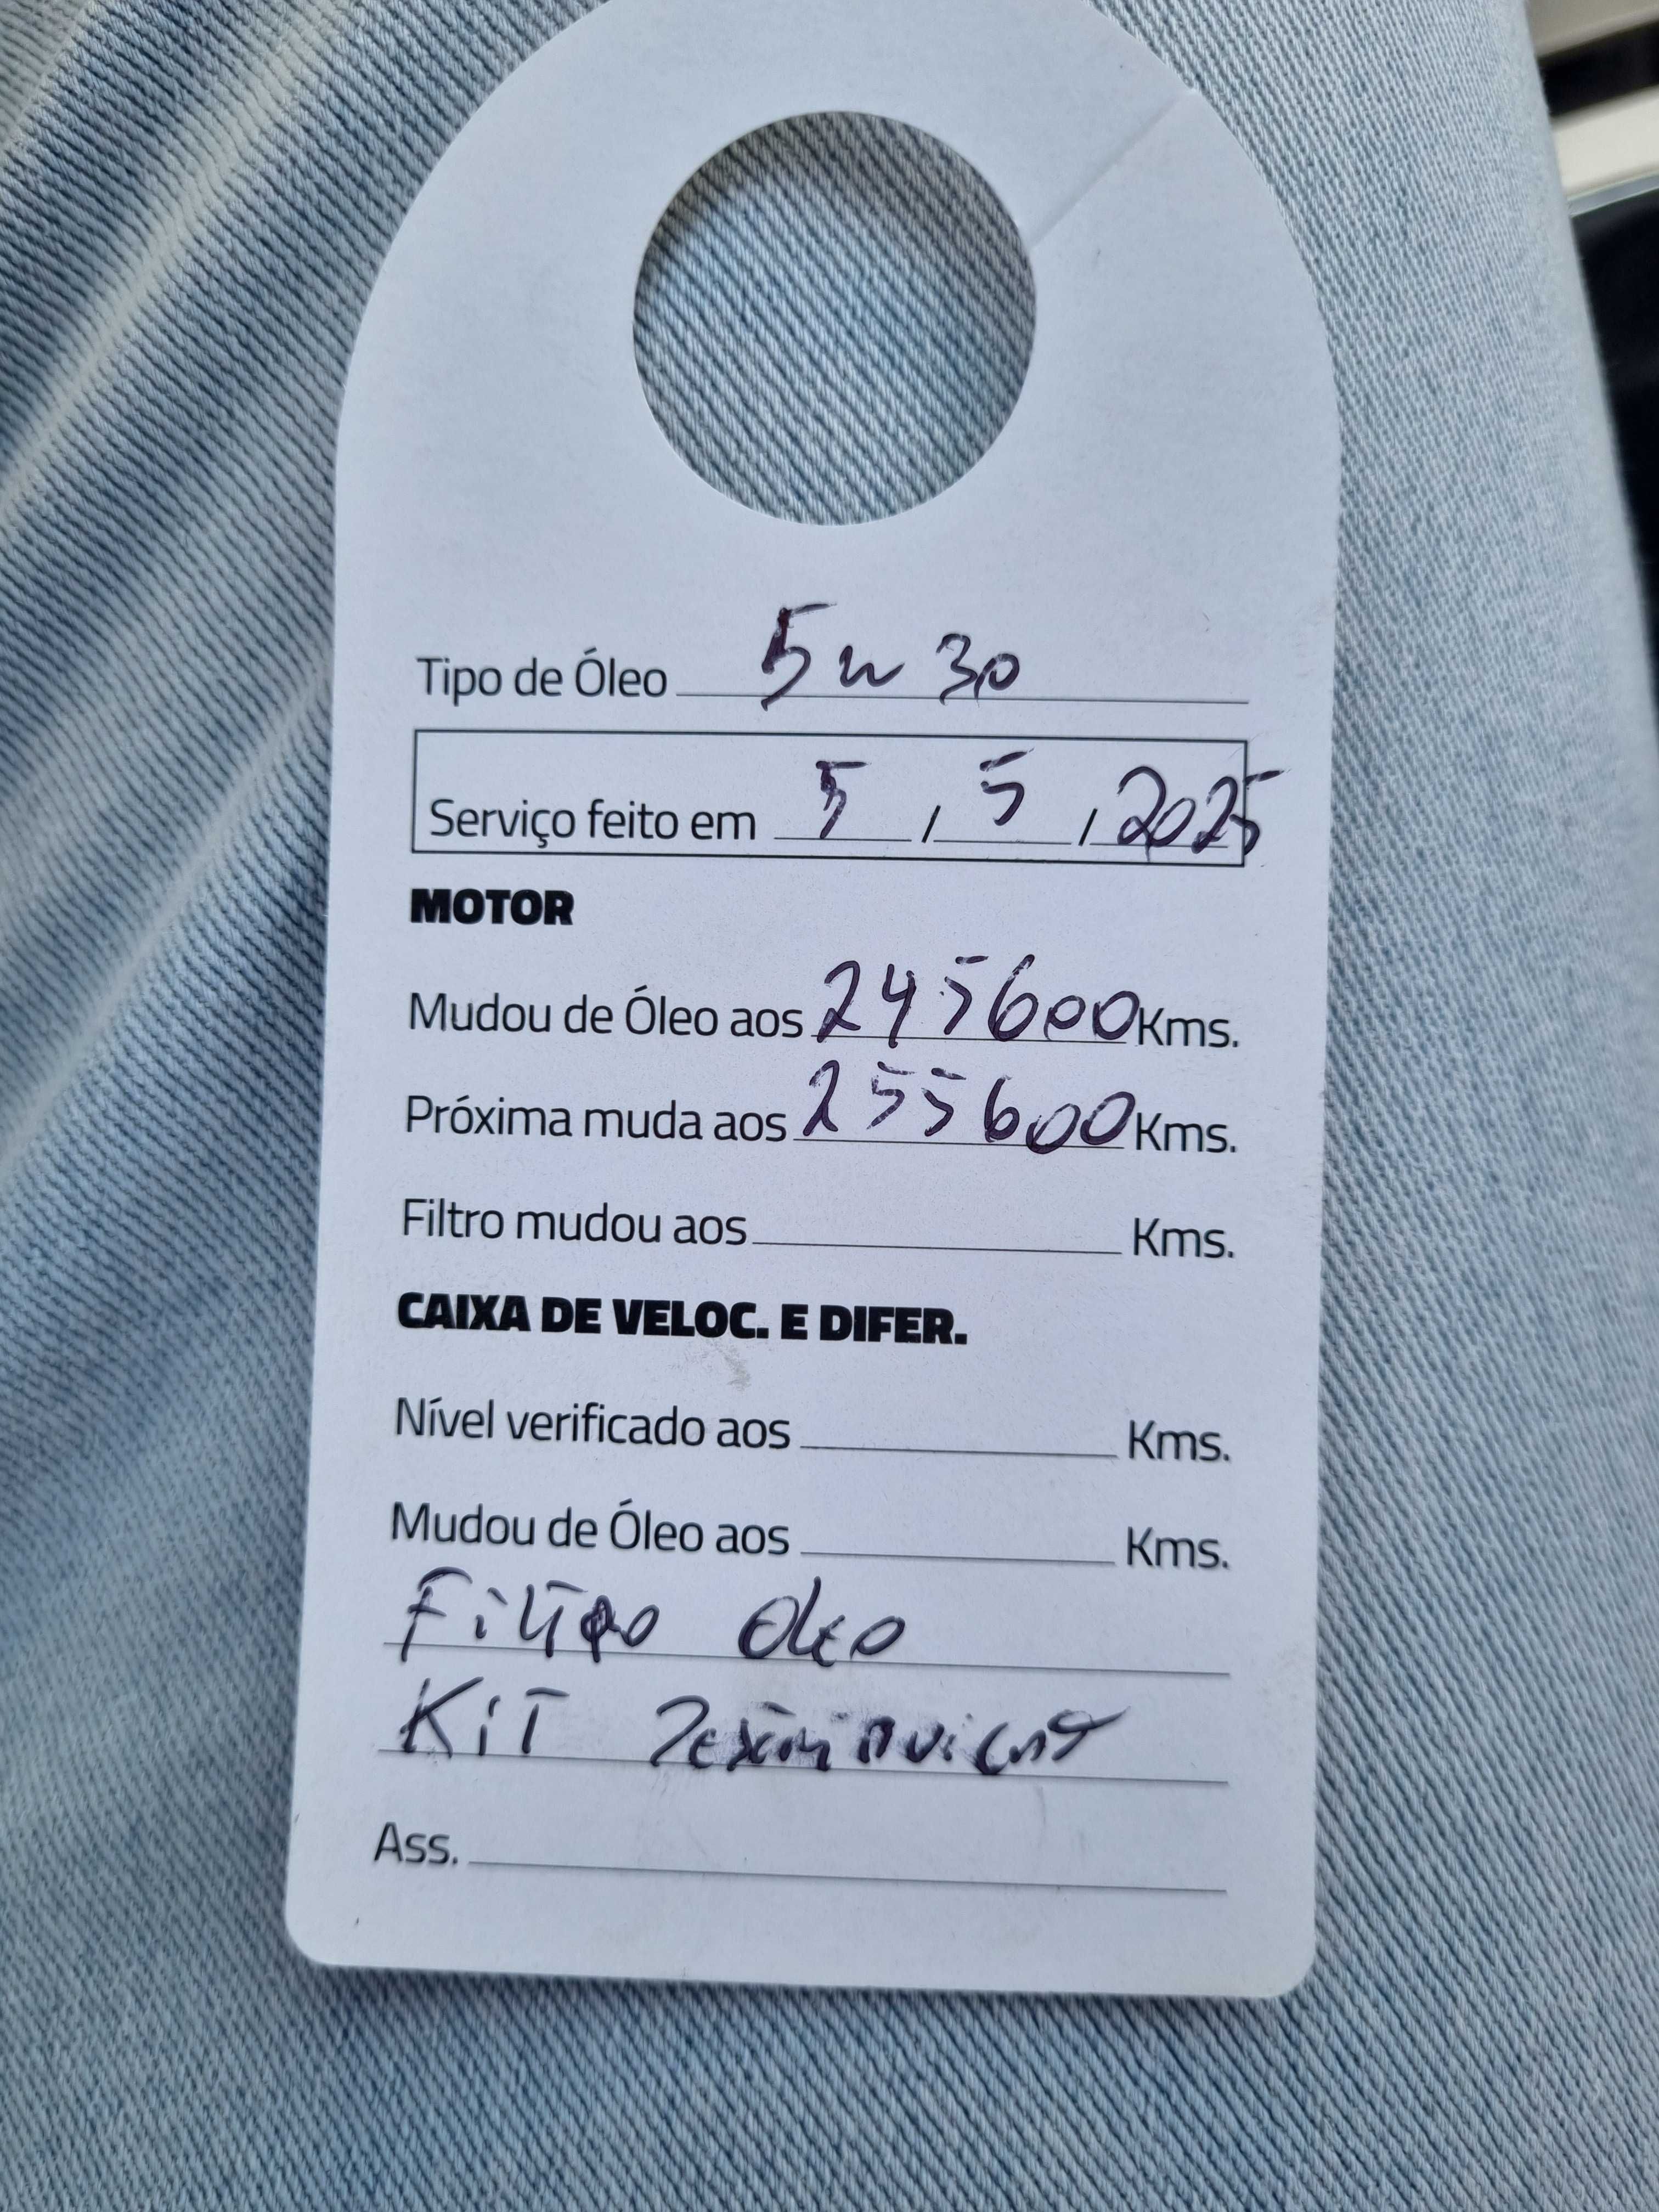 Tipo de Óleo 5w30
Serviço feito em 5 / 5 / 2025
MOTOR
Mudou de Óleo aos 245600 Kms.
Próxima muda aos 255600 Kms.
Filtro mudou aos Kms.
CAIXA DE VELOC. E DIFER.
Nível verificado aos Kms.
Mudou de Óleo aos Kms.
Filtro Oleo
KiT
Ass.